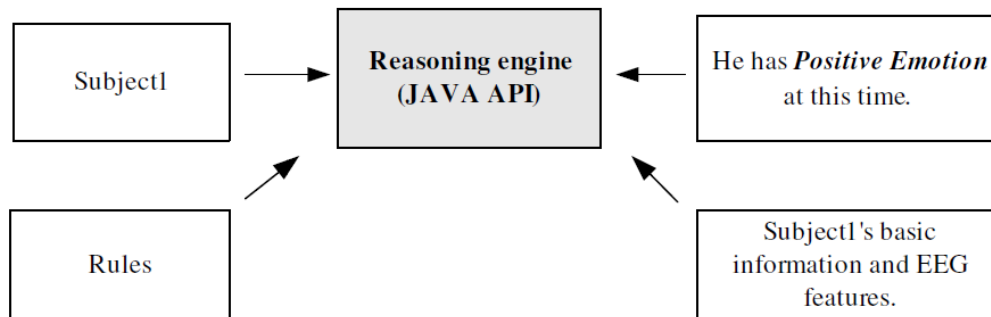 Subject1
Reasoning engine
(JAVA API)
He has Positive Emotion
at this time.
Rules
Subject1's basic
information and EEG
features.